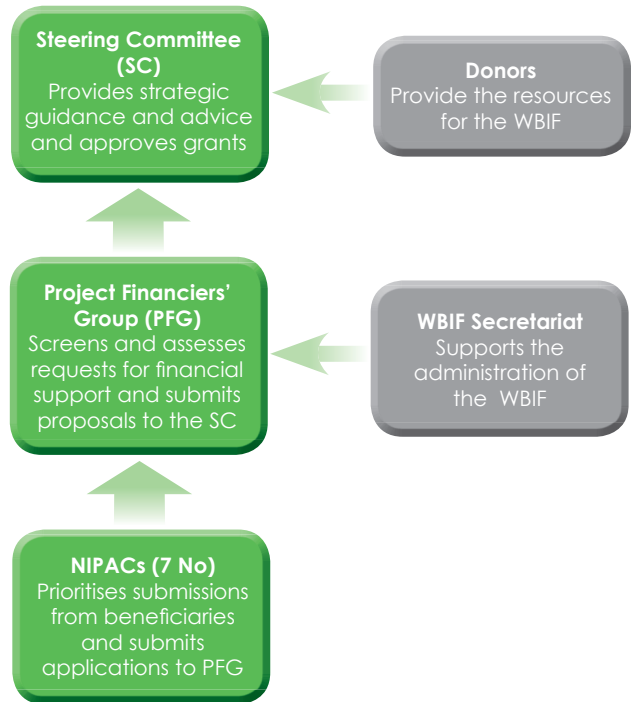 Steering Committee
(SC)
Provides strategic
guidance and advice
and approves grants
Donors
Provide the resources
for the WBIF
Project Financiers'
Group (PFG)
Screens and assesses
requests for financial
support and submits
proposals to the SC
WBIF Secretariat
Supports the
administration of
the WBIF
NIPACs (7 No)
Prioritises submissions
from beneficiaries
and submits
applications to PFG